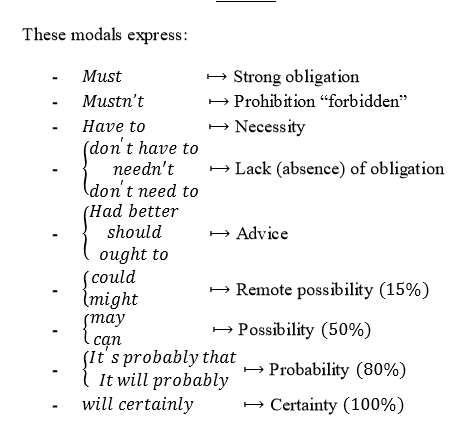 These modals express:
- Must ↦ Strong obligation
- Mustn't ↦ Prohibition “forbidden”
- Have to ↦ Necessity
don't have to
- needn't ↦ Lack (absence) of obligation
don't need to
Had better
- should ↦ Advice
ought to
could
- ↦ Remote possibility (15%)
might
may
- ↦ Possibility (50%)
can
It's probably that
- ↦ Probability (80%)
It will probably
- will certainly ↦ Certainty (100%)